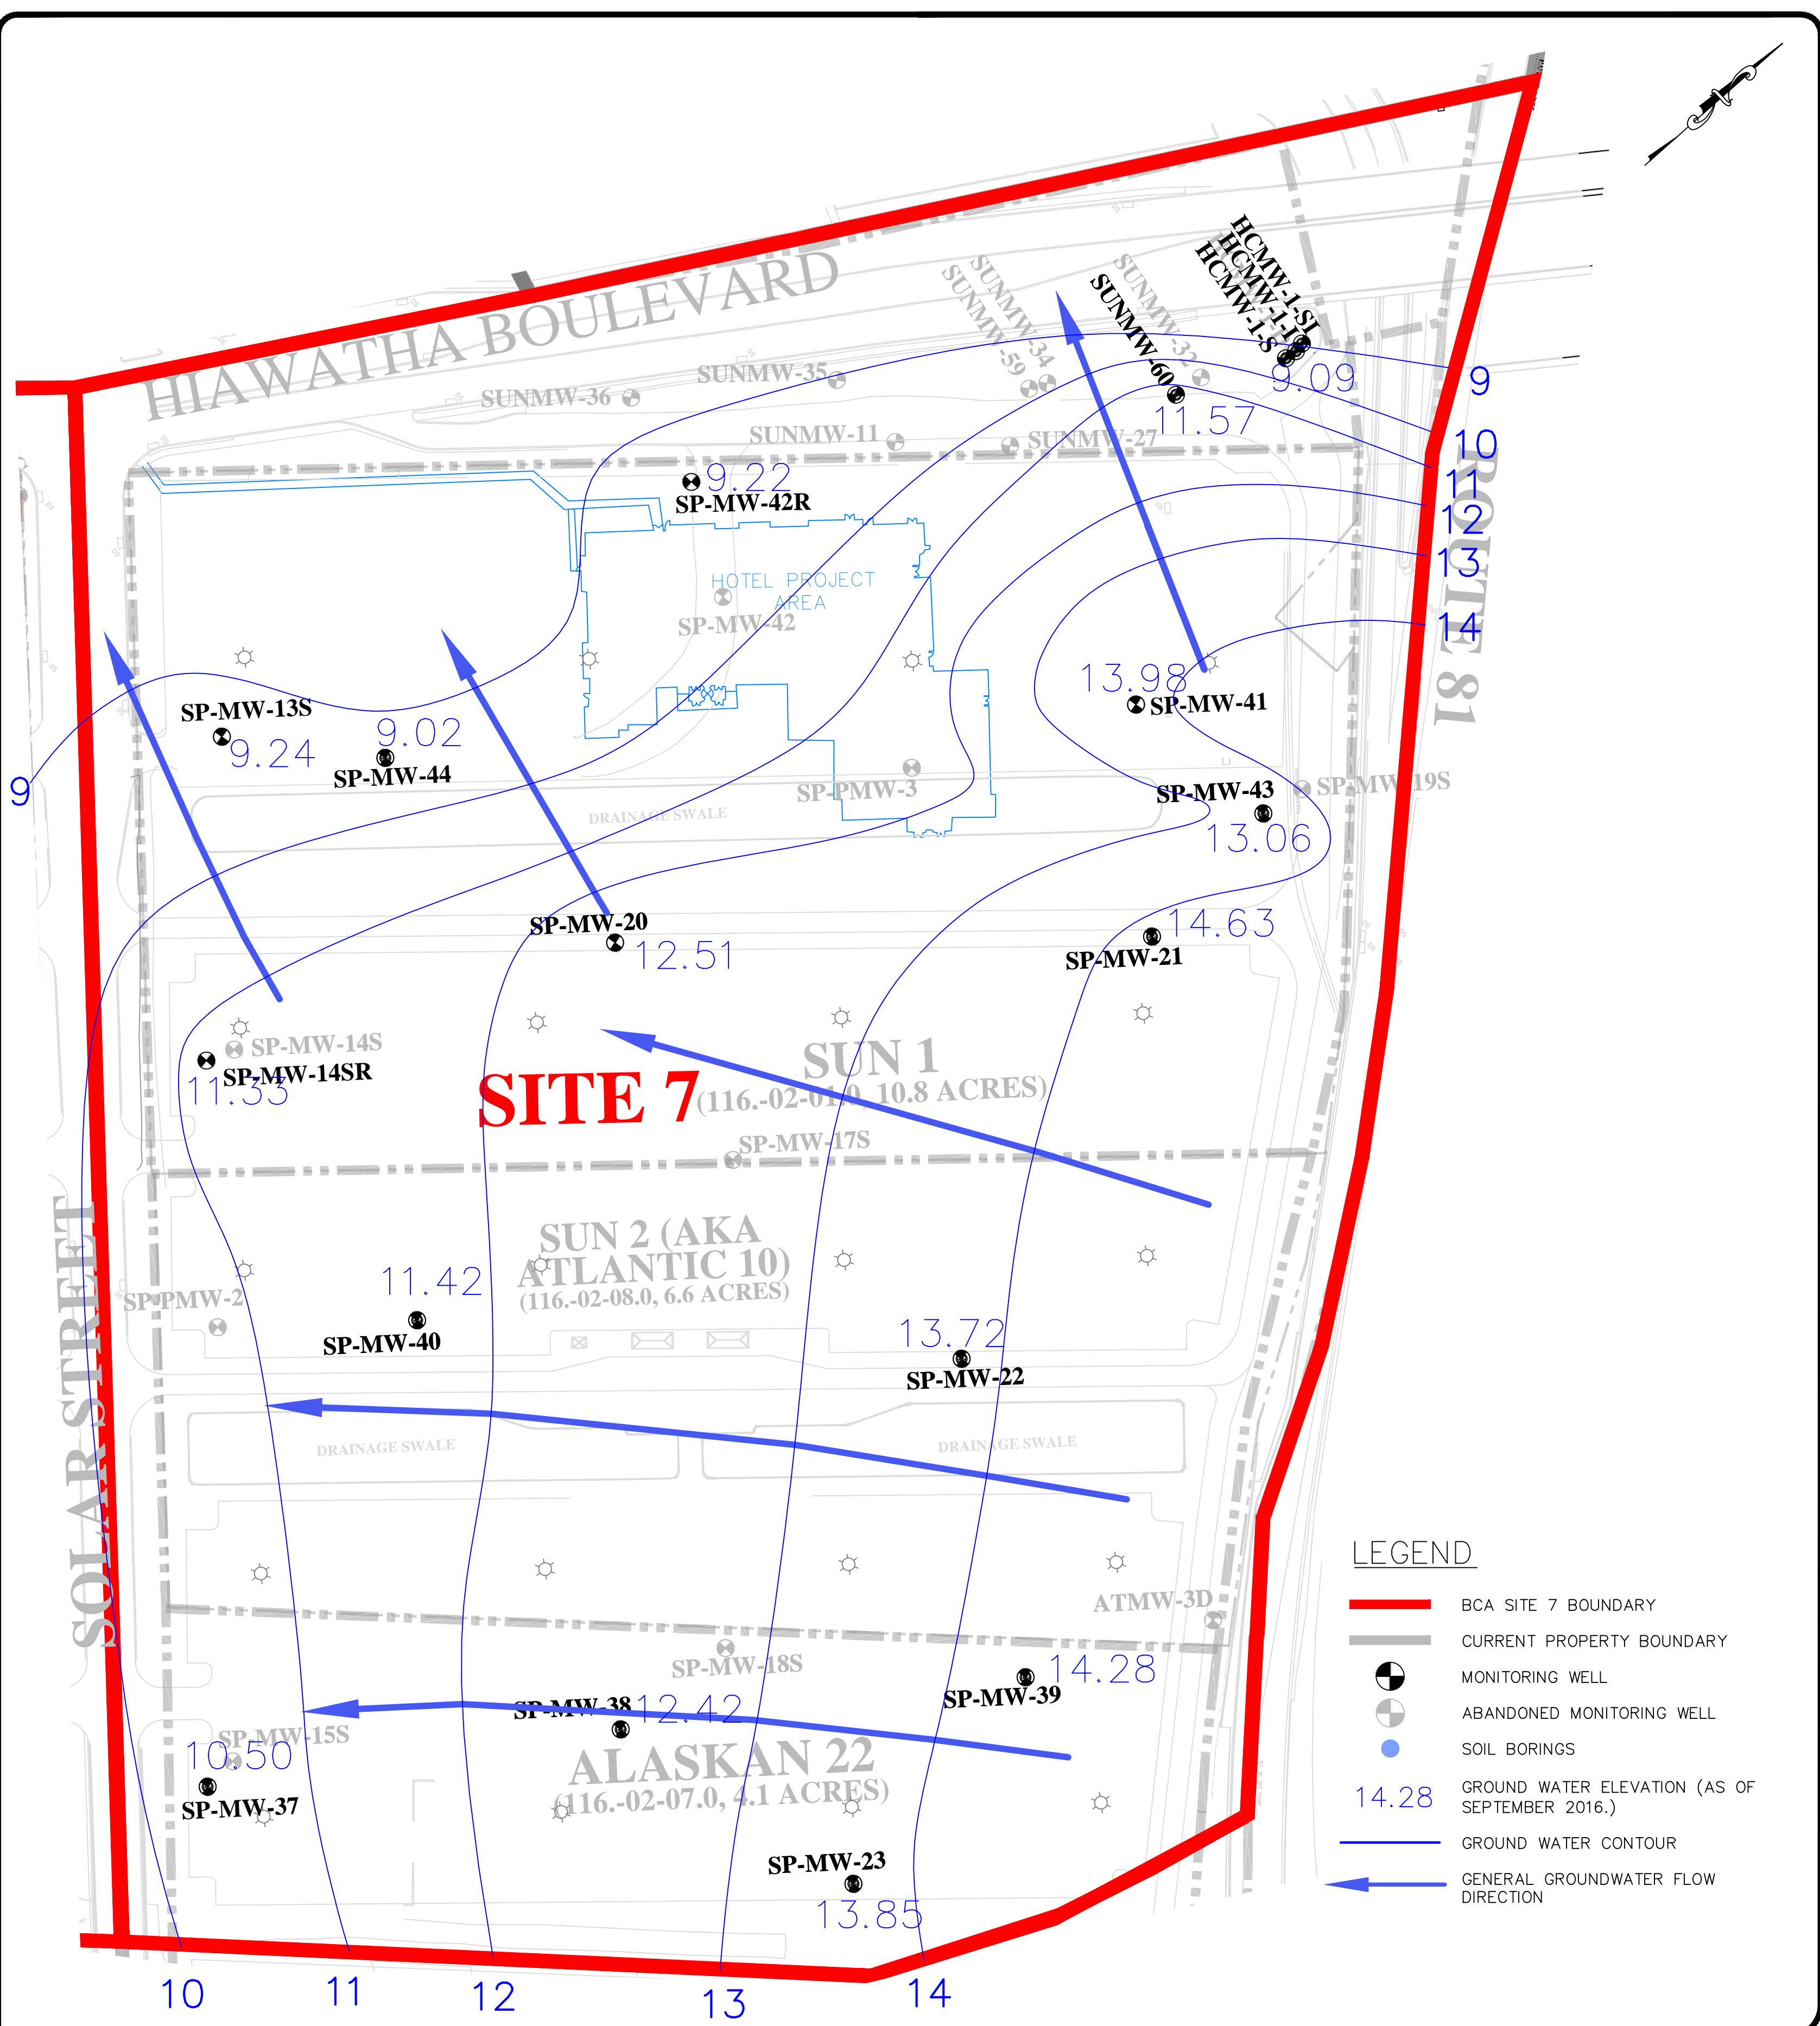 HIAWATHA BOULEVARD
HCMW-1-SI
HCMW-1-I
HCMW-1-S
9.09
SUNMW-32
SUNMW-60
11.57
SUNMW-34
SUNMW-59
SUNMW-35
SUNMW-36
SUNMW-11
SUNMW-27
9
10
11
12
13
14
ROUTE 81
9.22
SP-MW-42R
HOTEL PROJECT
AREA
SP-MW-42
13.98
SP-MW-41
SP-MW-13S
9.24
9.02
SP-MW-44
9
SP-PMW-3
SP-MW-43
13.06
SP-MW-19S
DRAINAGE SWALE
SP-MW-20
12.51
14.63
SP-MW-21
SP-MW-14S
SP-MW-14SR
11.33
SITE 7
SUN 1
(116.-02-01.0, 10.8 ACRES)
SP-MW-17S
SUN 2 (AKA
ATLANTIC 10)
(116.-02-08.0, 6.6 ACRES)
SOLAR STREET
SP-PMW-2
11.42
SP-MW-40
13.72
SP-MW-22
DRAINAGE SWALE
DRAINAGE SWALE
ATMW-3D
SP-MW-18S
14.28
SP-MW-39
SP-MW-38
12.42
SP-MW-15S
10.50
SP-MW-37
ALASKAN 22
(116.-02-07.0, 4.1 ACRES)
SP-MW-23
13.85
10
11
12
13
14
LEGEND
BCA SITE 7 BOUNDARY
CURRENT PROPERTY BOUNDARY
MONITORING WELL
ABANDONED MONITORING WELL
SOIL BORINGS
14.28 GROUND WATER ELEVATION (AS OF
SEPTEMBER 2016.)
GROUND WATER CONTOUR
GENERAL GROUNDWATER FLOW
DIRECTION